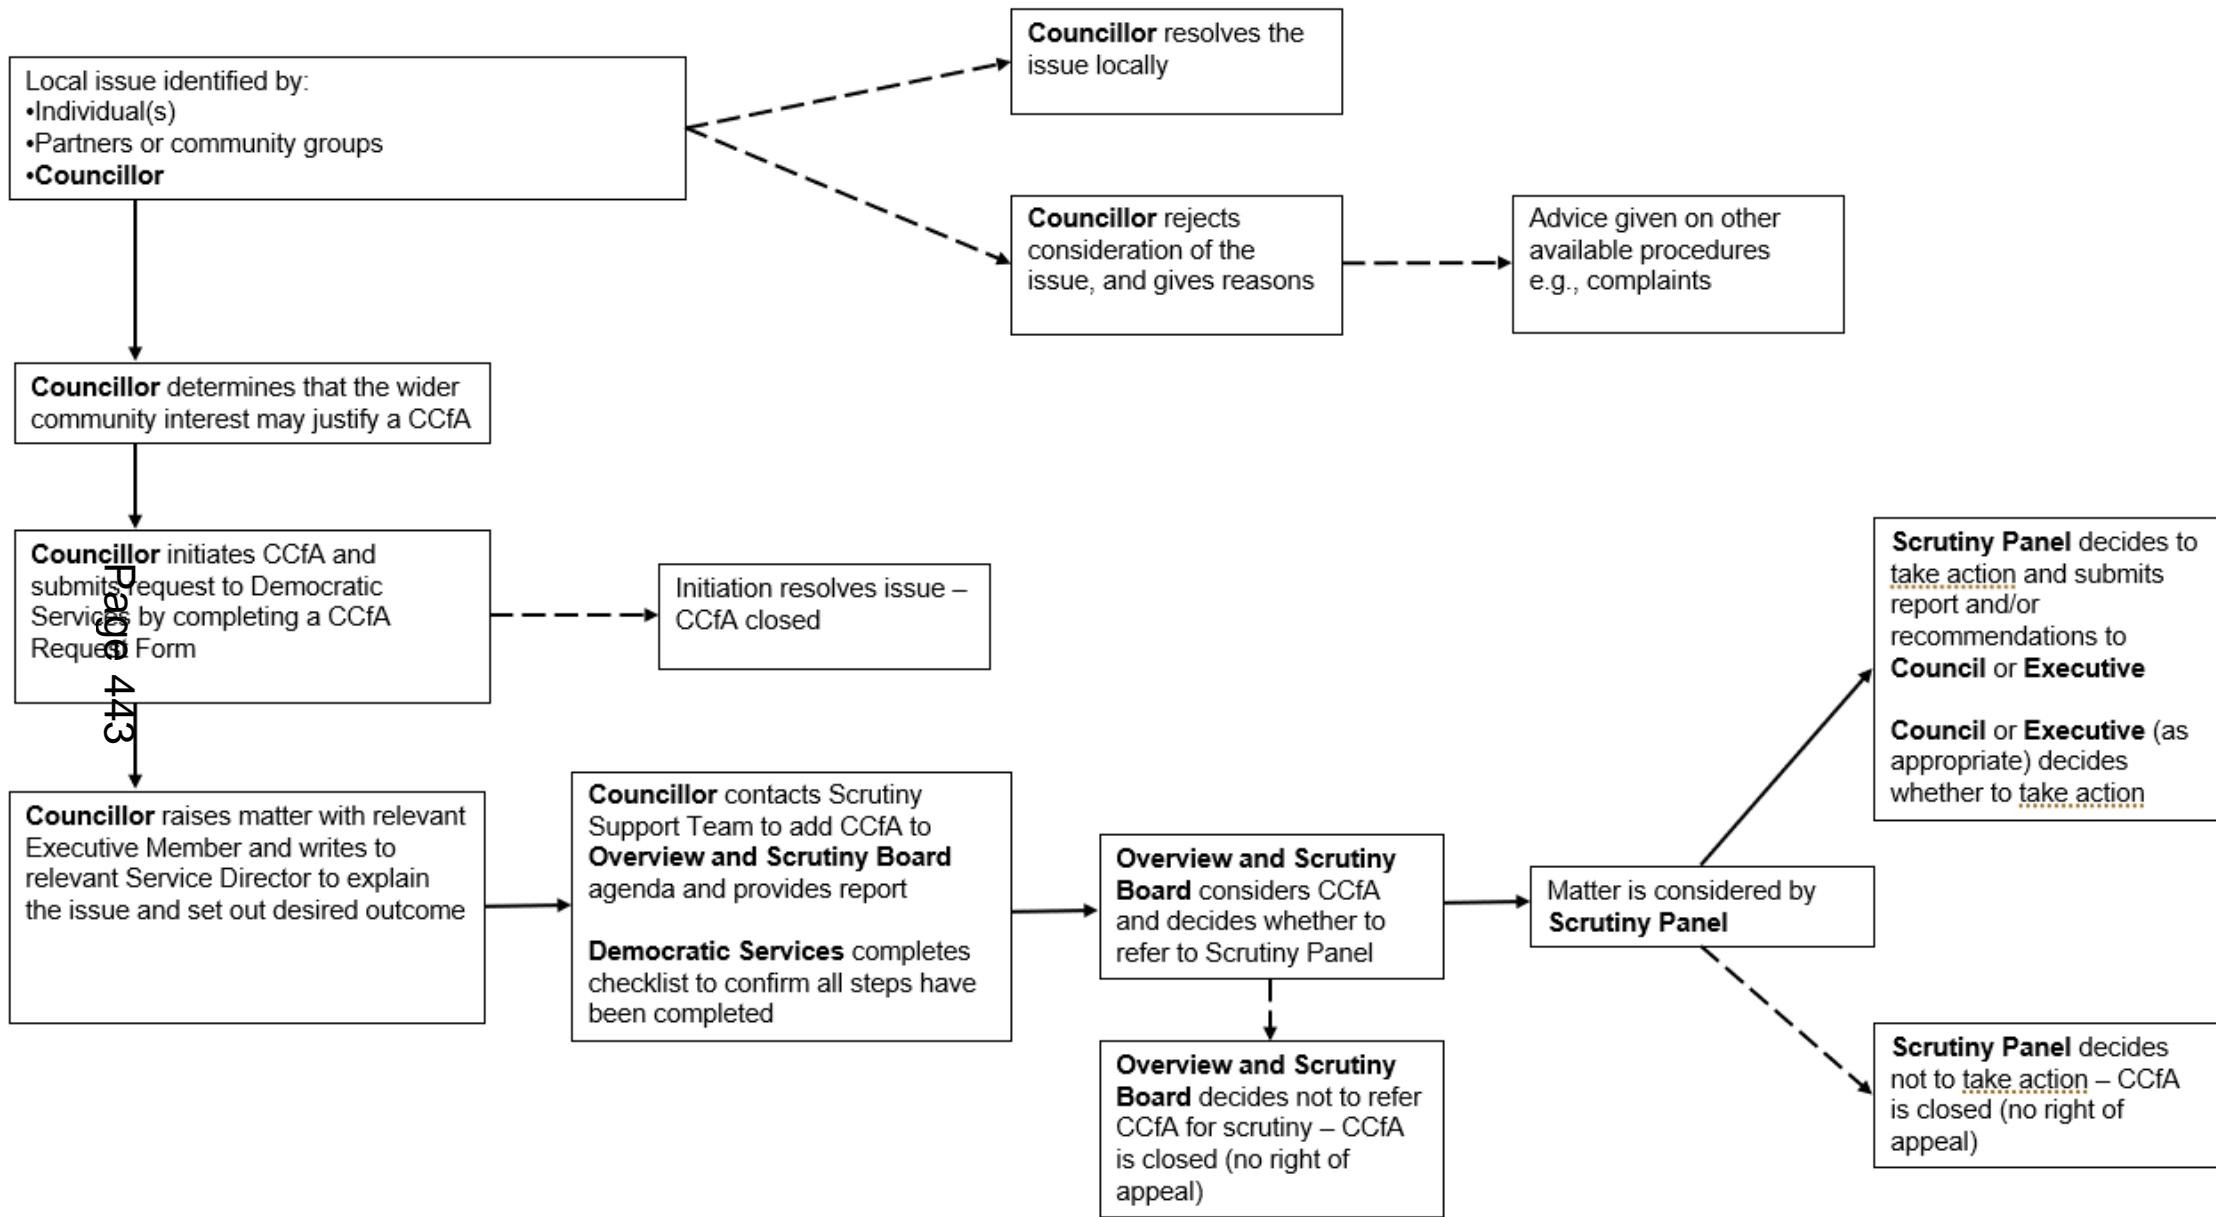 Local issue identified by:
•Individual(s)
•Partners or community groups
•Councillor
Councillor resolves the
issue locally
Councillor rejects
consideration of the
issue, and gives reasons
Advice given on other
available procedures
e.g., complaints
Councillor determines that the wider
community interest may justify a CCfA
Councillor initiates CCfA and
submits request to Democratic
Services by completing a CCfA
Request Form
Page 443
Initiation resolves issue –
CCfA closed
Councillor raises matter with relevant
Executive Member and writes to
relevant Service Director to explain
the issue and set out desired outcome
Councillor contacts Scrutiny
Support Team to add CCfA to
Overview and Scrutiny Board
agenda and provides report
Democratic Services completes
checklist to confirm all steps have
been completed
Overview and Scrutiny
Board considers CCfA
and decides whether to
refer to Scrutiny Panel
Overview and Scrutiny
Board decides not to refer
CCfA for scrutiny – CCfA
is closed (no right of
appeal)
Matter is considered by
Scrutiny Panel
Scrutiny Panel decides to
take action and submits
report and/or
recommendations to
Council or Executive
Council or Executive (as
appropriate) decides
whether to take action
Scrutiny Panel decides
not to take action – CCfA
is closed (no right of
appeal)